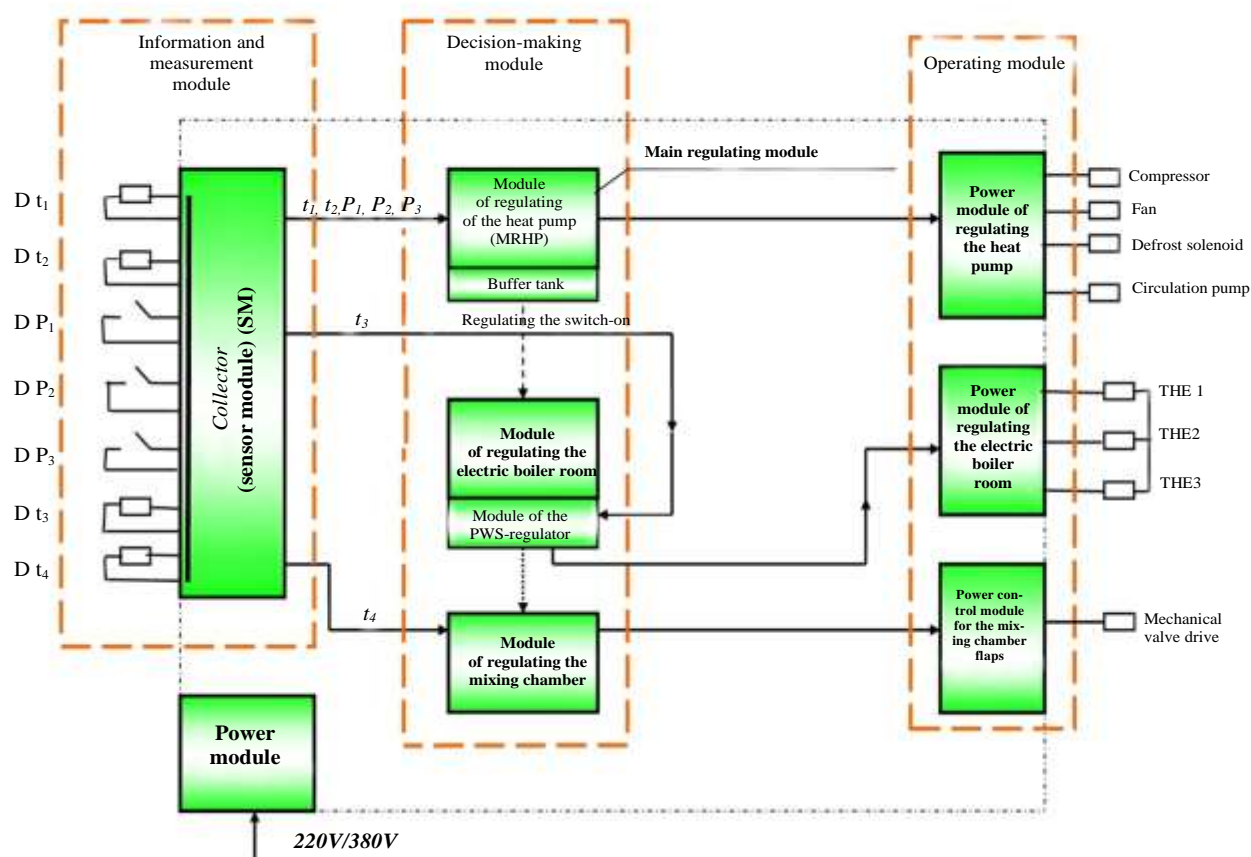 Information and
measurement
module
Decision-making
module
Operating module
Main regulating module
D t1
D t2
D P1
D P2
D P3
D t3
D t4
Collector
(sensor module) (SM)
t1, t2,P1, P2, P3
t3
t4
Module
of regulating
of the heat pump
(MRHP)
Buffer tank
Regulating the switch-on
Module
of regulating the
electric boiler room
Module of the
PWS-regulator
Module
of regulating the
mixing chamber
Power
module of
regulating
the heat
pump
Compressor
Fan
Defrost solenoid
Circulation pump
Power
module of
regulating
the electric
boiler
room
THE 1
THE2
THE3
Power con-
trol module
for the mix-
ing chamber
flaps
Mechanical
valve drive
Power
module
220V/380V